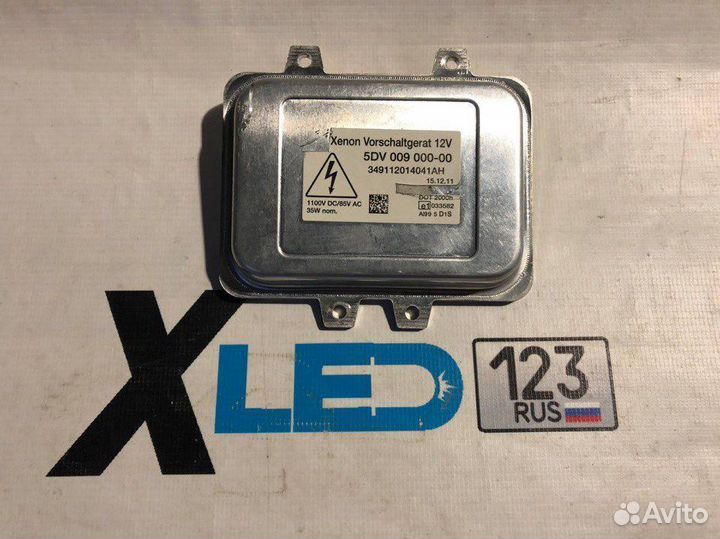 Xenon Vorschaltgerat 12V
5DV 009 000-00
349112014041AH
15.12.11
1100V DC/85V AC
35W nom.
DOT 2000h
e1 033582
AI99 5 D1S
XLED
123
RUS
Avito